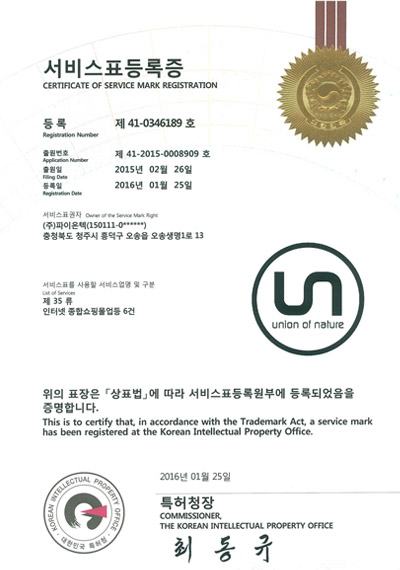 서비스표등록증
CERTIFICATE OF SERVICE MARK REGISTRATION
등록 제 41-0346189 호
Registration Number
출원번호 제 41-2015-0008909 호
Application Number
출원일 2015년 02월 26일
Filing Date
등록일 2016년 01월 25일
Registration Date
서비스표권자 Owner of the Service Mark Right
(주)파이온텍(150111-0******)
충청북도 청주시 흥덕구 오송읍 오송생명1로 13
서비스표를 사용할 서비스업명 및 구분
List of Services
제 35 류
인터넷 종합쇼핑몰업등 6건
un
union of nature
위의 표장은 「상표법」에 따라 서비스표등록원부에 등록되었음을
증명합니다.
This is to certify that, in accordance with the Trademark Act, a service mark
has been registered at the Korean Intellectual Property Office.
2016년 01월 25일
특허청장
COMMISSIONER,
THE KOREAN INTELLECTUAL PROPERTY OFFICE
최동규
KOREAN INTELLECTUAL PROPERTY OFFICE
대한민국 특허청